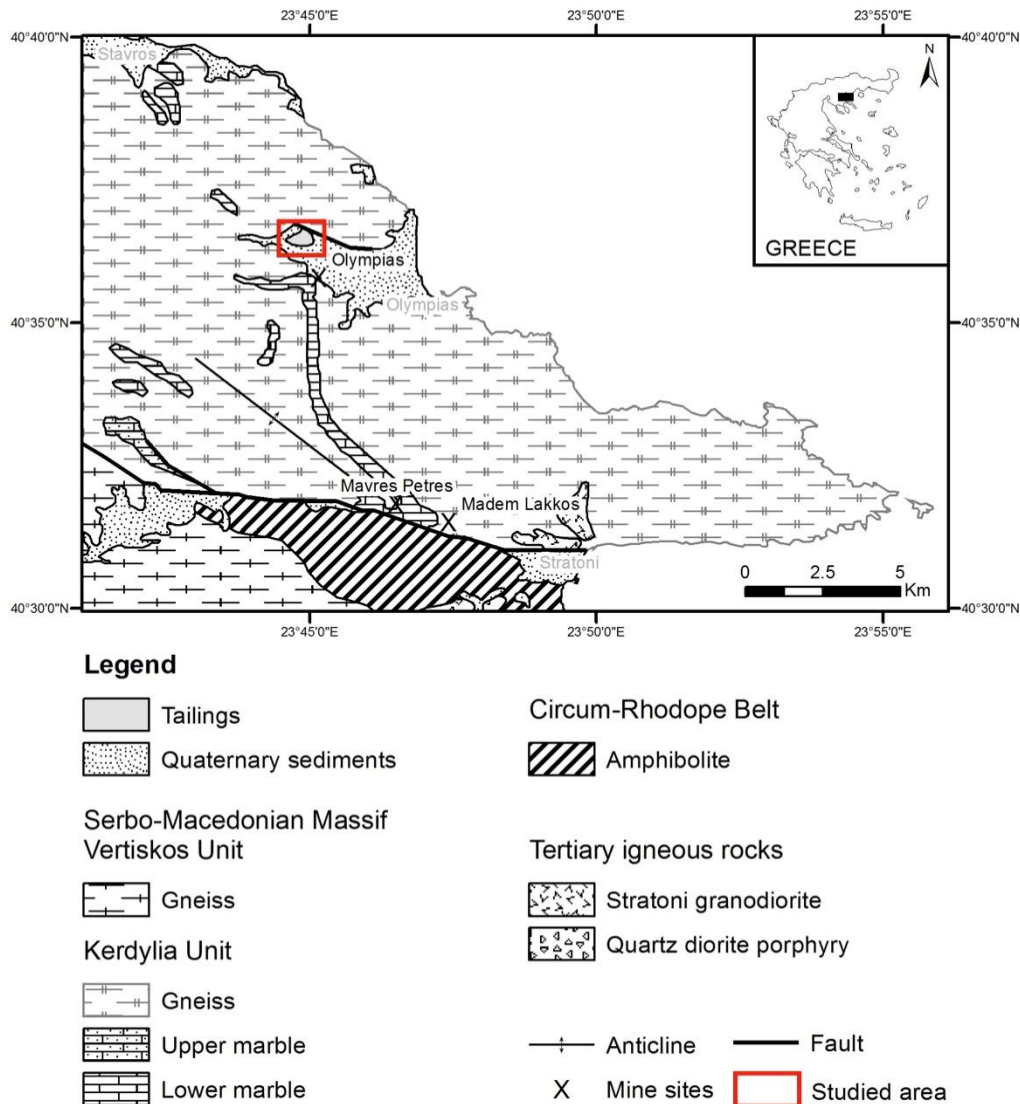 23°45'0"E 23°50'0"E 23°55'0"E
40°40'0"N 40°40'0"N
Stavros
N
GREECE
Olympias
Olympias
40°35'0"N 40°35'0"N
Mavres Petres
Madem Lakkos
Stratoni
0 2.5 5
Km
40°30'0"N 40°30'0"N
23°45'0"E 23°50'0"E 23°55'0"E
Legend
Tailings
Quaternary sediments
Serbo-Macedonian Massif
Vertiskos Unit
Gneiss
Kerdylia Unit
Gneiss
Upper marble
Lower marble
Circum-Rhodope Belt
Amphibolite
Tertiary igneous rocks
Stratoni granodiorite
Quartz diorite porphyry
Anticline
X Mine sites
Fault
Studied area